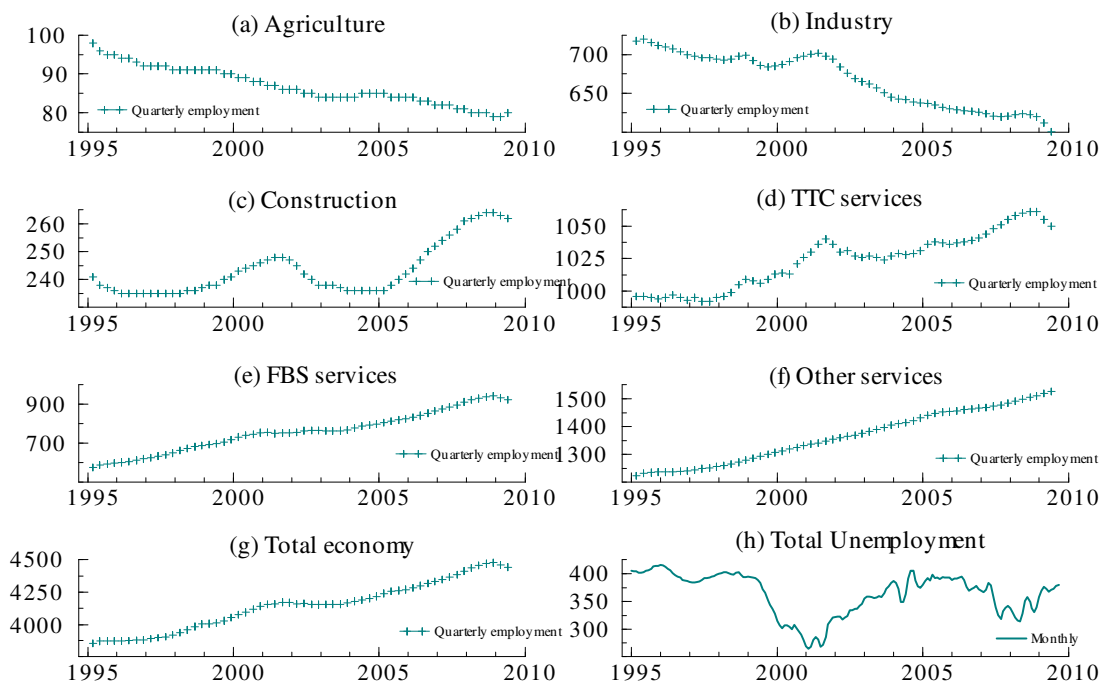 (a) Agriculture
100
90
80
Quarterly employment
1995 2000 2005 2010
(b) Industry
700
650
Quarterly employment
1995 2000 2005 2010
(c) Construction
260
250
240
Quarterly employment
1995 2000 2005 2010
(d) TTC services
1050
1000
Quarterly employment
1995 2000 2005 2010
(e) FBS services
900
700
Quarterly employment
1995 2000 2005 2010
(f) Other services
1500
1400
1300
Quarterly employment
1995 2000 2005 2010
(g) Total economy
4500
4250
4000
Quarterly employment
1995 2000 2005 2010
(h) Total Unemployment
400
350
300
Monthly
1995 2000 2005 2010